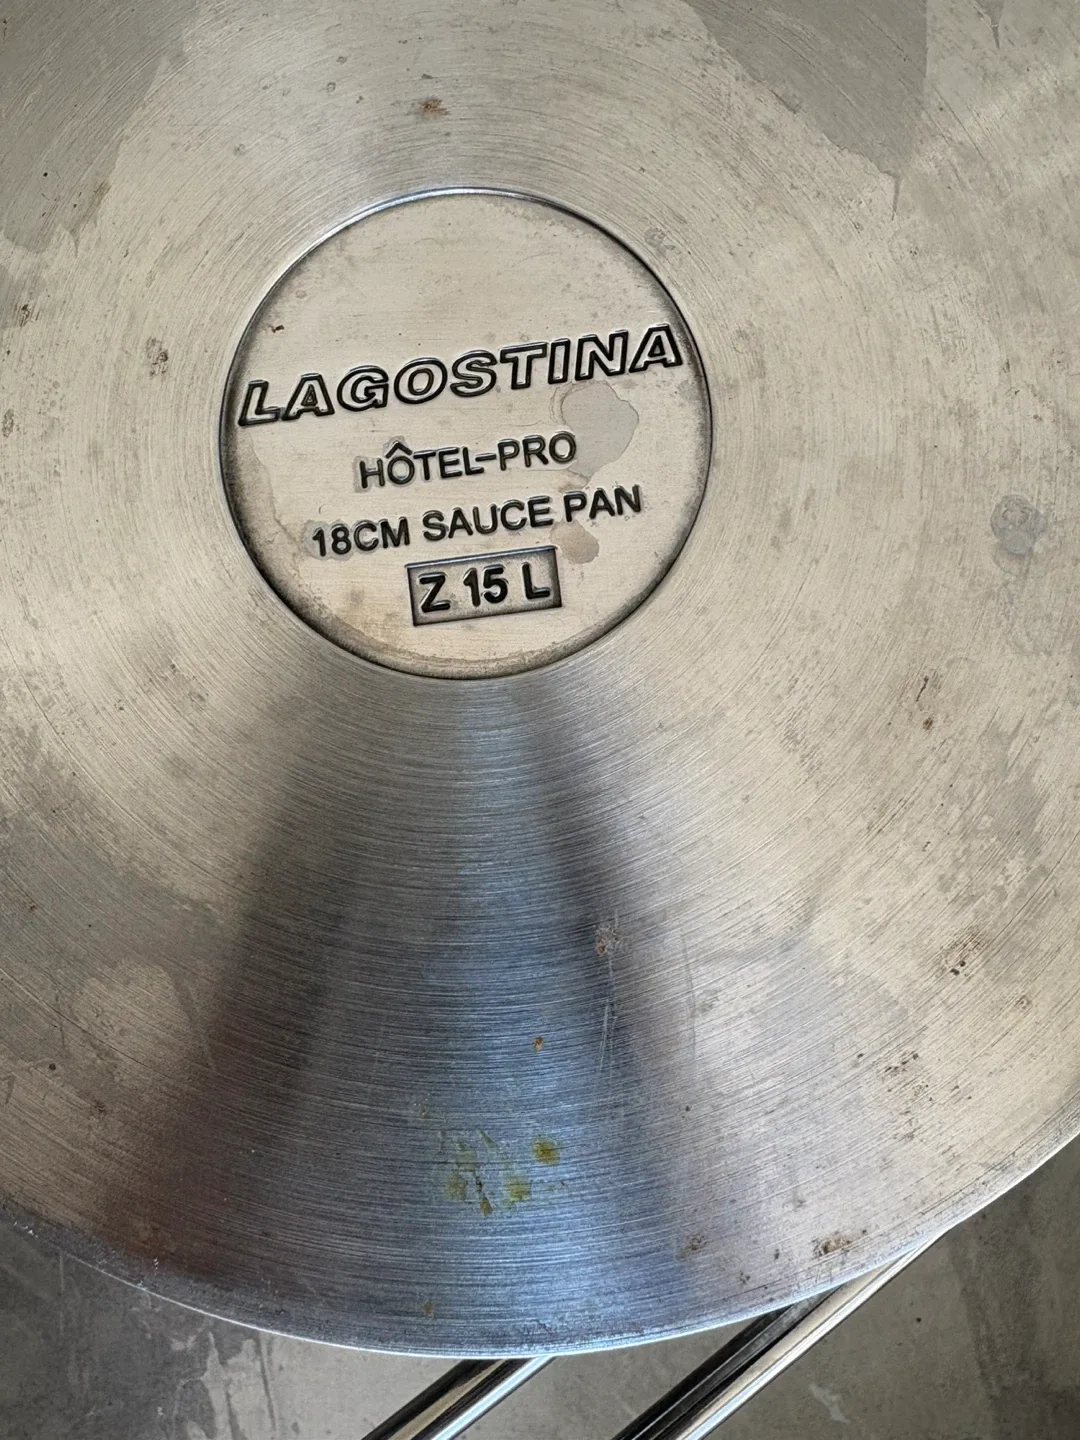 LAGOSTINA
HÔTEL-PRO
18CM SAUCE PAN
Z 15 L